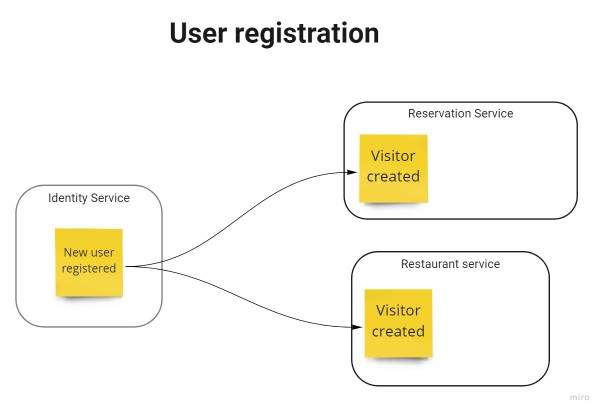 User registration
Reservation Service
Visitor
created
Identity Service
New user
registered
Restaurant service
Visitor
created
miro